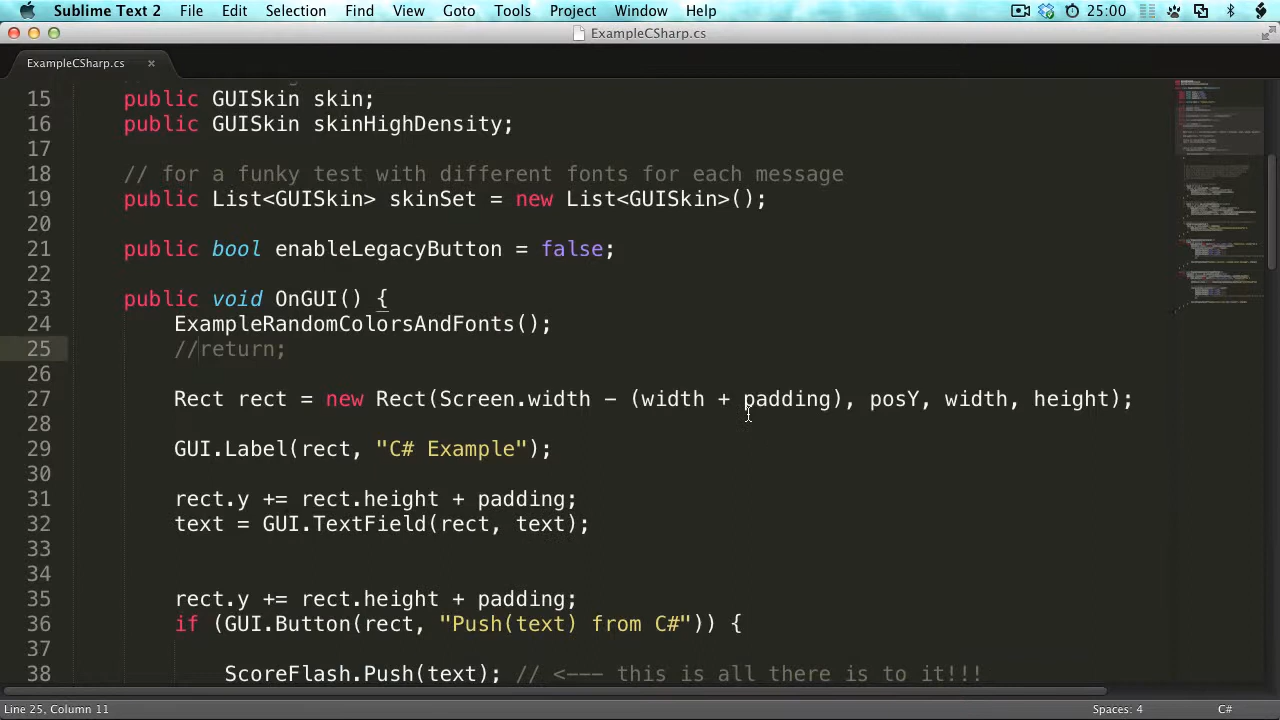 Sublime Text 2 File Edit Selection Find View Goto Tools Project Window Help 25:00
ExampleCSharp.cs
ExampleCSharp.cs ×
15 public GUISkin skin;
16 public GUISkin skinHighDensity;
17
18 // for a funky test with different fonts for each message
19 public List<GUISkin> skinSet = new List<GUISkin>();
20
21 public bool enableLegacyButton = false;
22
23 public void OnGUI() {
24 ExampleRandomColorsAndFonts();
25 //return;
26
27 Rect rect = new Rect(Screen.width - (width + padding), posY, width, height);
28
29 GUI.Label(rect, "C# Example");
30
31 rect.y += rect.height + padding;
32 text = GUI.TextField(rect, text);
33
34
35 rect.y += rect.height + padding;
36 if (GUI.Button(rect, "Push(text) from C#")) {
37
38 ScoreFlash.Push(text); // <--- this is all there is to it!!!
Line 25, Column 11 Spaces: 4 C#